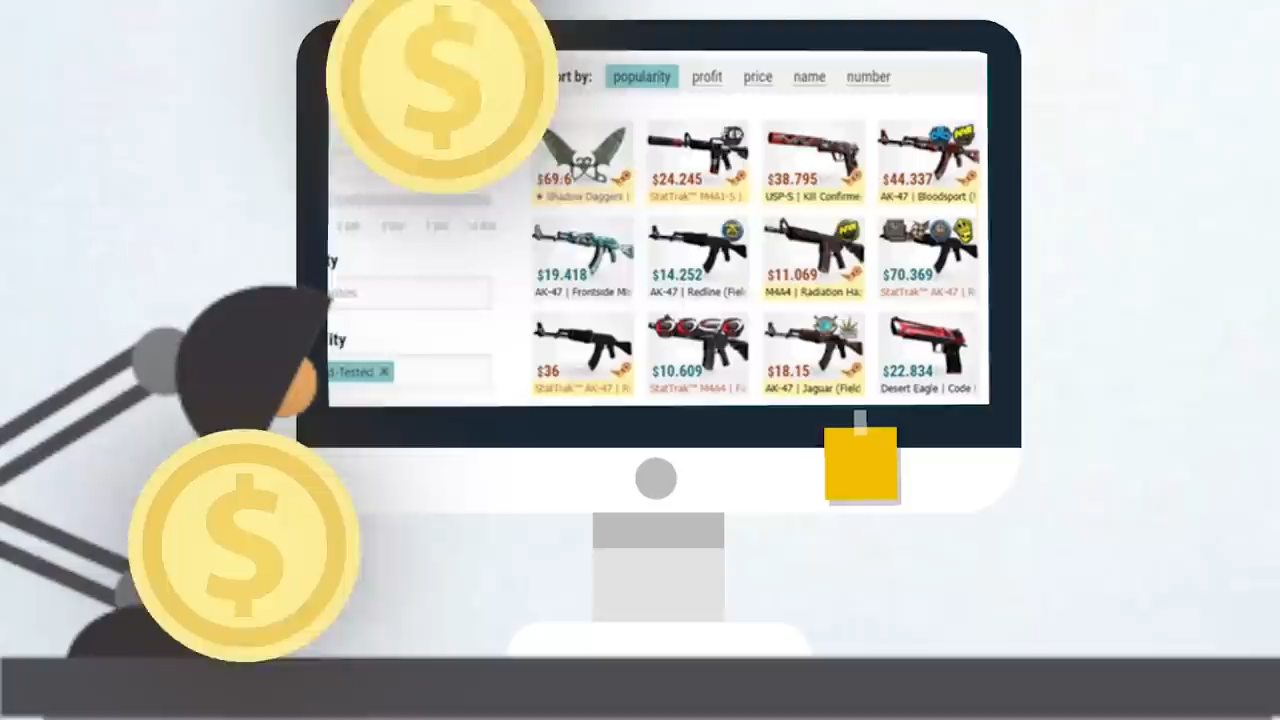 $
ort by: popularity profit price name number
$69.6
★ Shadow Daggers |
$24.245
StatTrak™ M4A1-S |
$38.795
USP-S | Kill Confirme
$44.337
AK-47 | Bloodsport (
ty
$19.418
AK-47 | Frontside Mi
$14.252
AK-47 | Redline (Fiel
$11.069
M4A4 | Radiation Ha
$70.369
StatTrak™ AK-47 | R
ity
d-Tested ×
$36
StatTrak™ AK-47 | R
$10.609
StatTrak™ M4A4 |
$18.15
AK-47 | Jaguar (Field
$22.834
Desert Eagle | Code
$